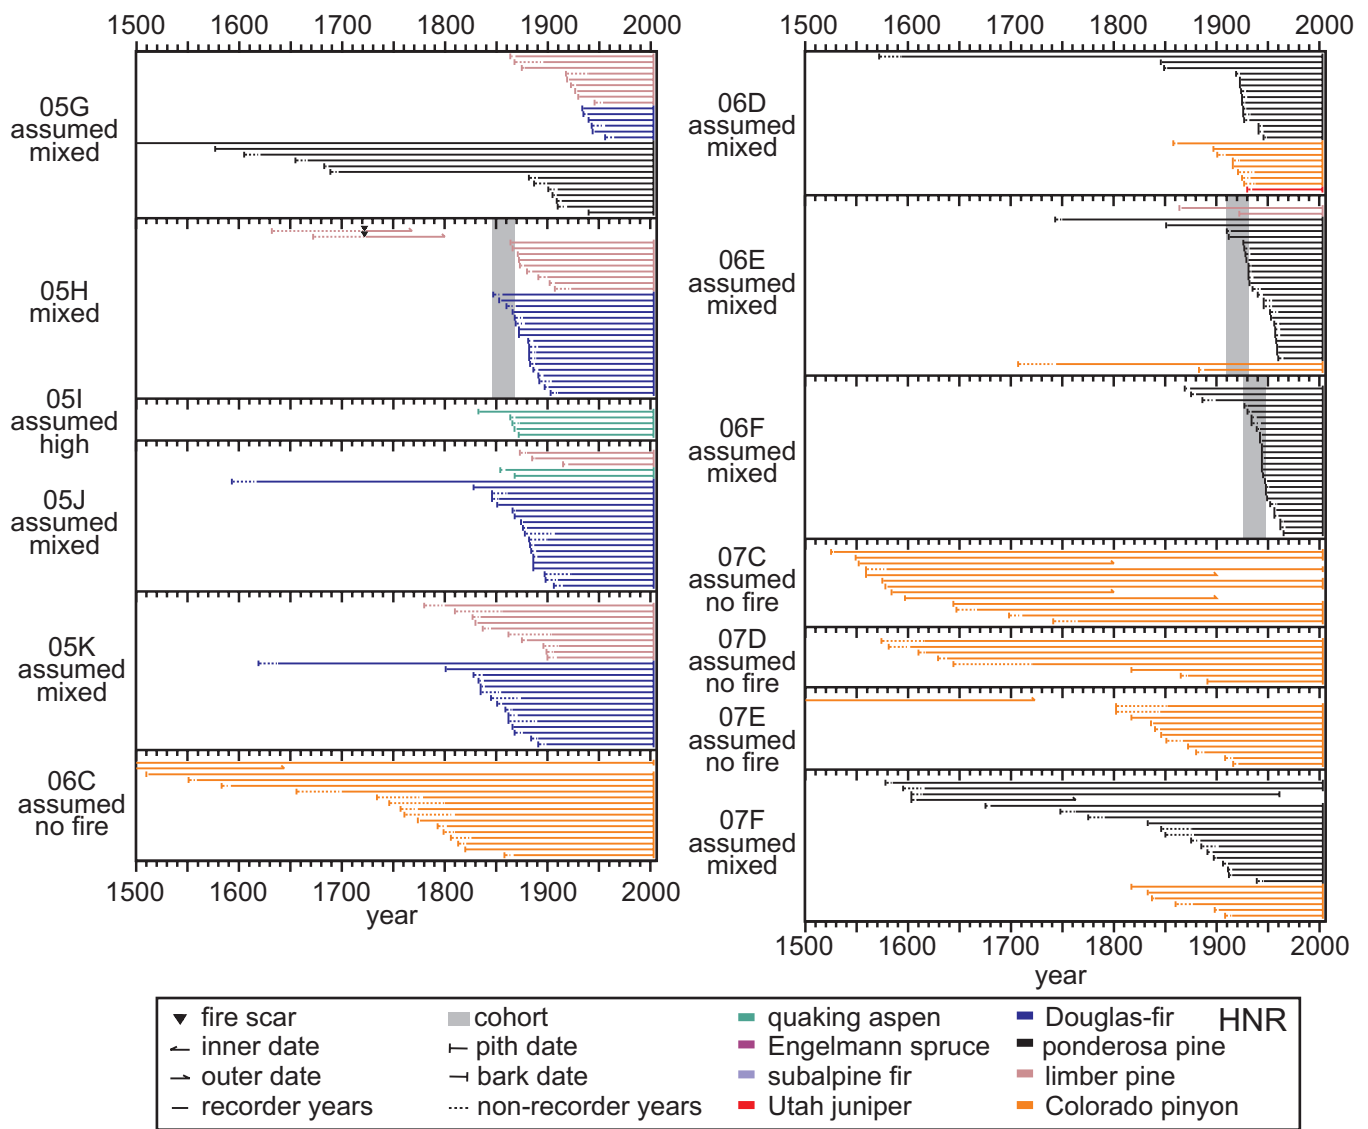 1500 1600 1700 1800 1900 2000
05G
assumed
mixed
05H
mixed
05I
assumed
high
05J
assumed
mixed
05K
assumed
mixed
06C
assumed
no fire
1500 1600 1700 1800 1900 2000
year
1500 1600 1700 1800 1900 2000
06D
assumed
mixed
06E
assumed
mixed
06F
assumed
mixed
07C
assumed
no fire
07D
assumed
no fire
07E
assumed
no fire
07F
assumed
mixed
1500 1600 1700 1800 1900 2000
year
fire scar cohort quaking aspen Douglas-fir HNR
inner date pith date Engelmann spruce ponderosa pine
outer date bark date subalpine fir limber pine
recorder years non-recorder years Utah juniper Colorado pinyon